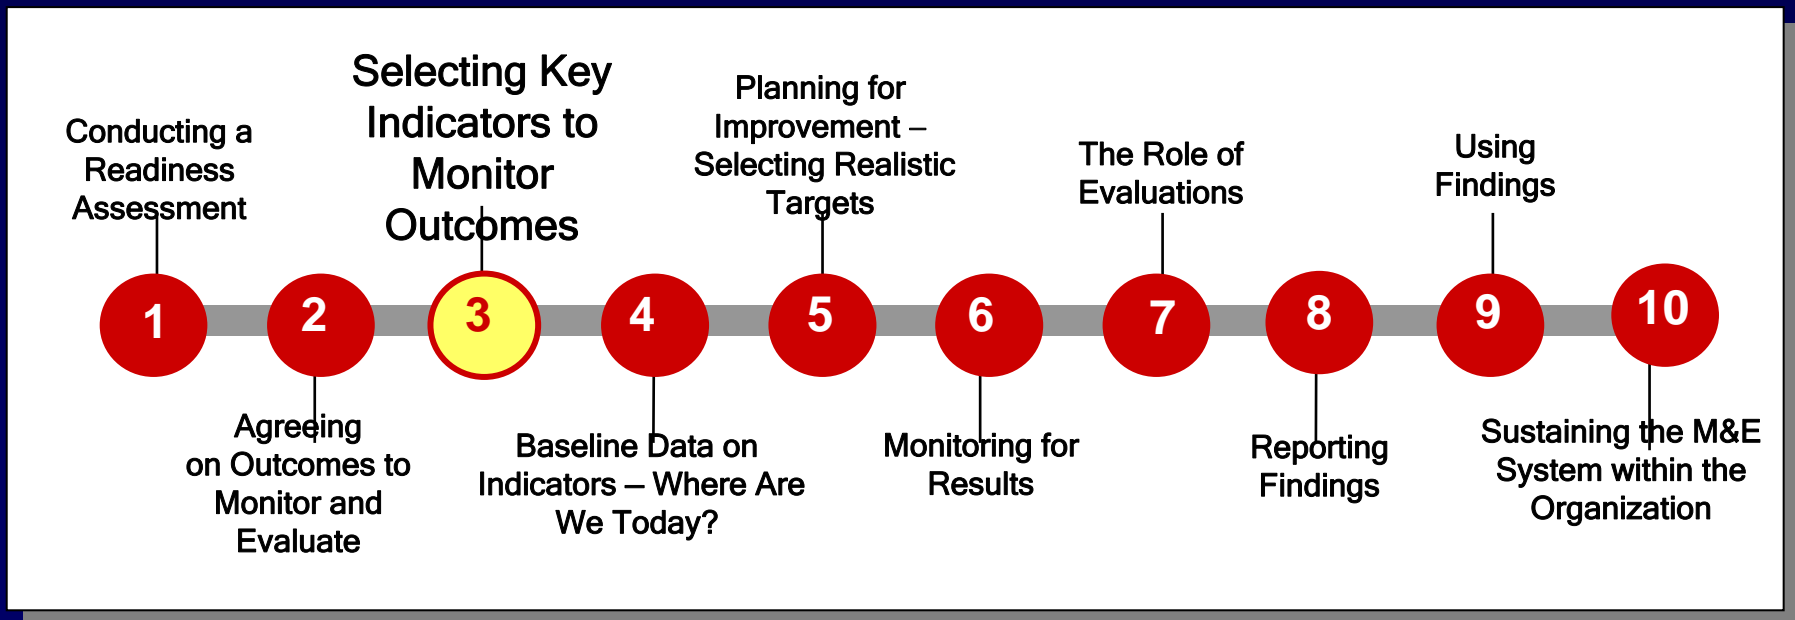 Conducting a
Readiness
Assessment
Selecting Key
Indicators to
Monitor
Outcomes
Planning for
Improvement –
Selecting Realistic
Targets
The Role of
Evaluations
Using
Findings
1
2
3
4
5
6
7
8
9
10
Agreeing
on Outcomes to
Monitor and
Evaluate
Baseline Data on
Indicators – Where Are
We Today?
Monitoring for
Results
Reporting
Findings
Sustaining the M&E
System within the
Organization